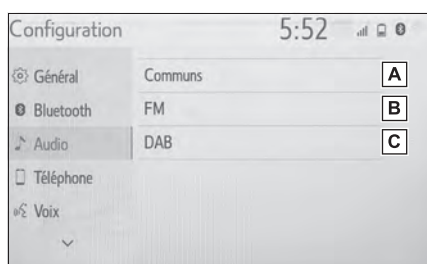 Configuration 5:52
Général
Communs A
Bluetooth
FM B
Audio
DAB C
Téléphone
Voix